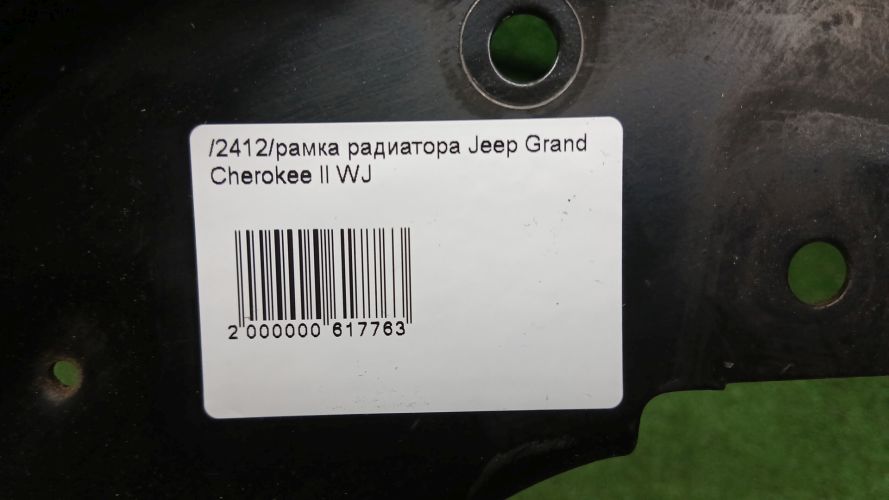 /2412/рамка радиатора Jeep Grand
Cherokee II WJ
2 000000 617763